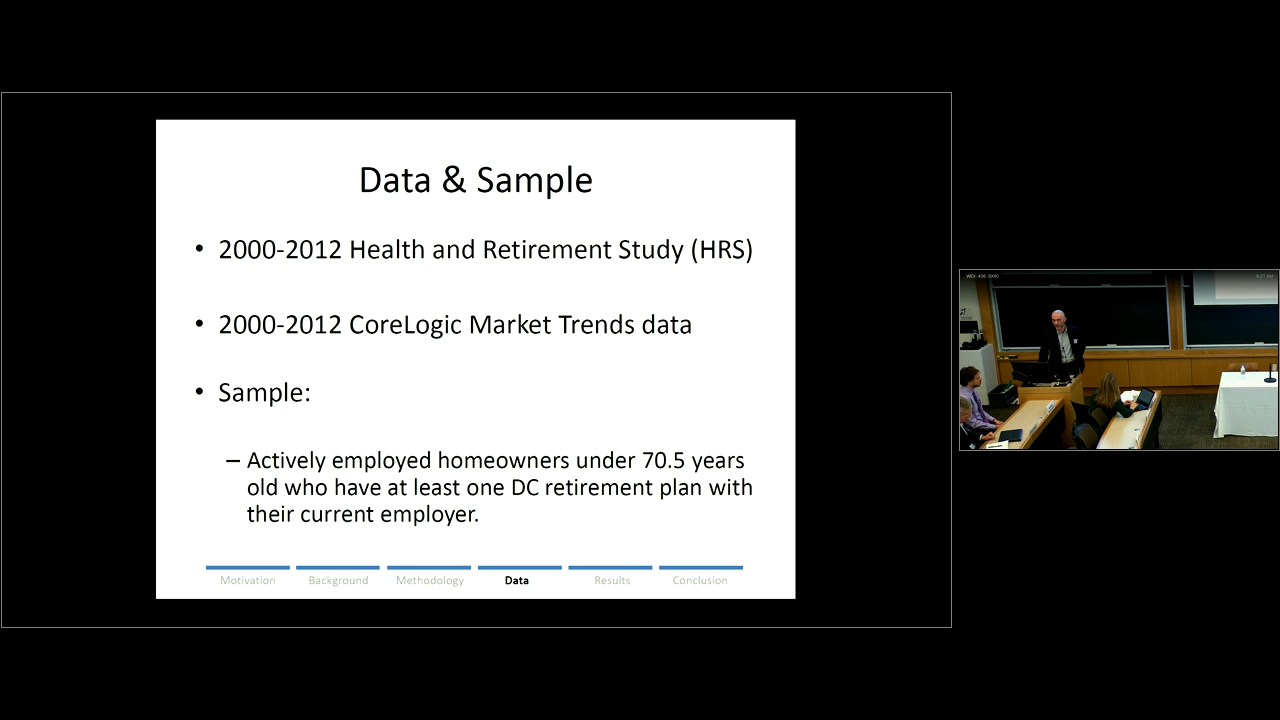 Data & Sample
• 2000-2012 Health and Retirement Study (HRS)
• 2000-2012 CoreLogic Market Trends data
• Sample:
– Actively employed homeowners under 70.5 years
old who have at least one DC retirement plan with
their current employer.
Motivation Background Methodology Data Results Conclusion